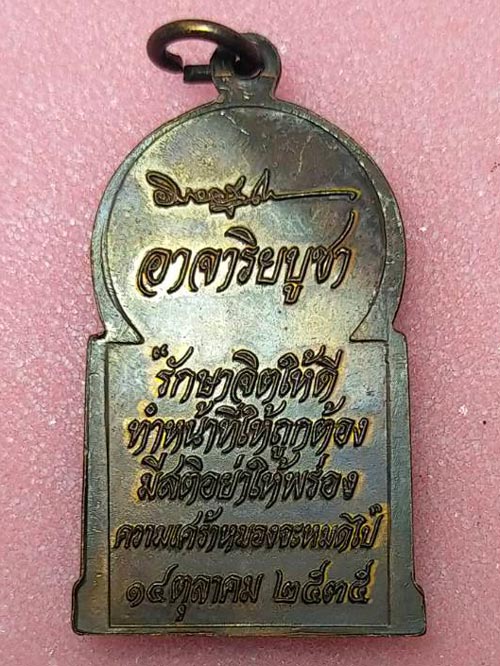 อาจาริยบูชา
"รักษาจิตให้ดี
ทำหน้าที่ให้ถูกต้อง
มีสติอย่าให้พร่อง
ความเศร้าหมองจะหมดไป"
๑๔ ตุลาคม ๒๕๓๕